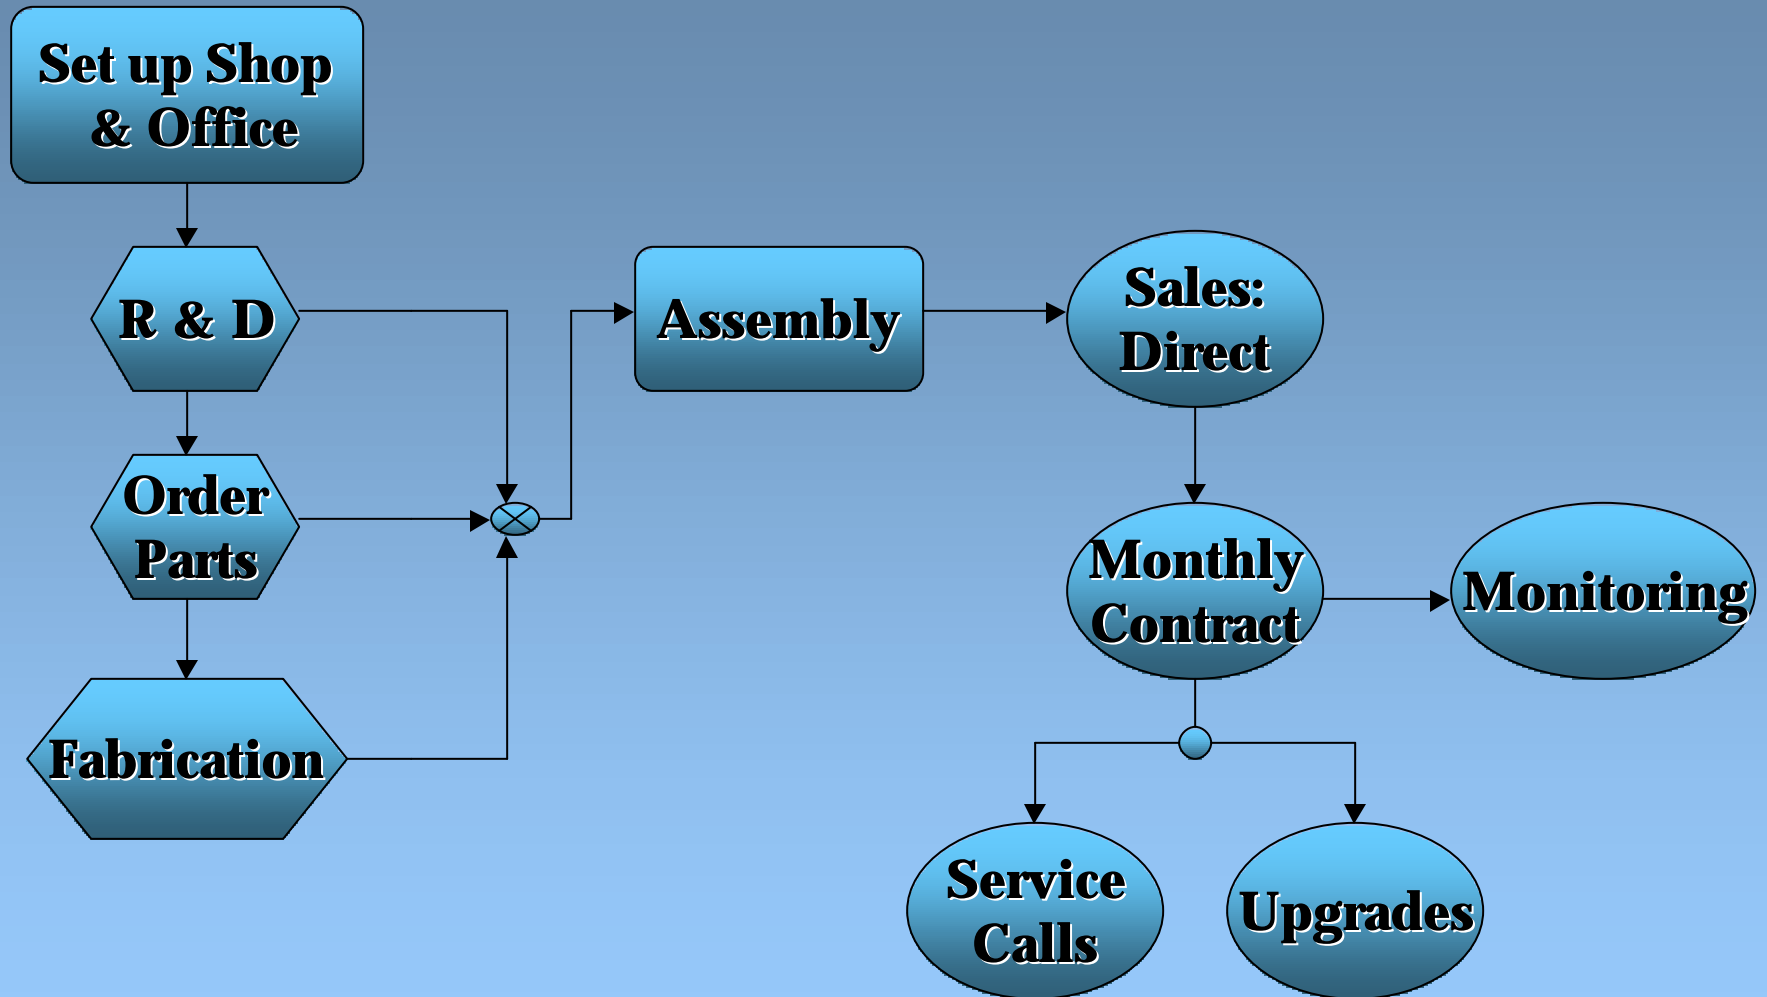 Set up Shop
& Office
R & D
Order
Parts
Fabrication
Assembly
Sales:
Direct
Monthly
Contract
Monitoring
Service
Calls
Upgrades